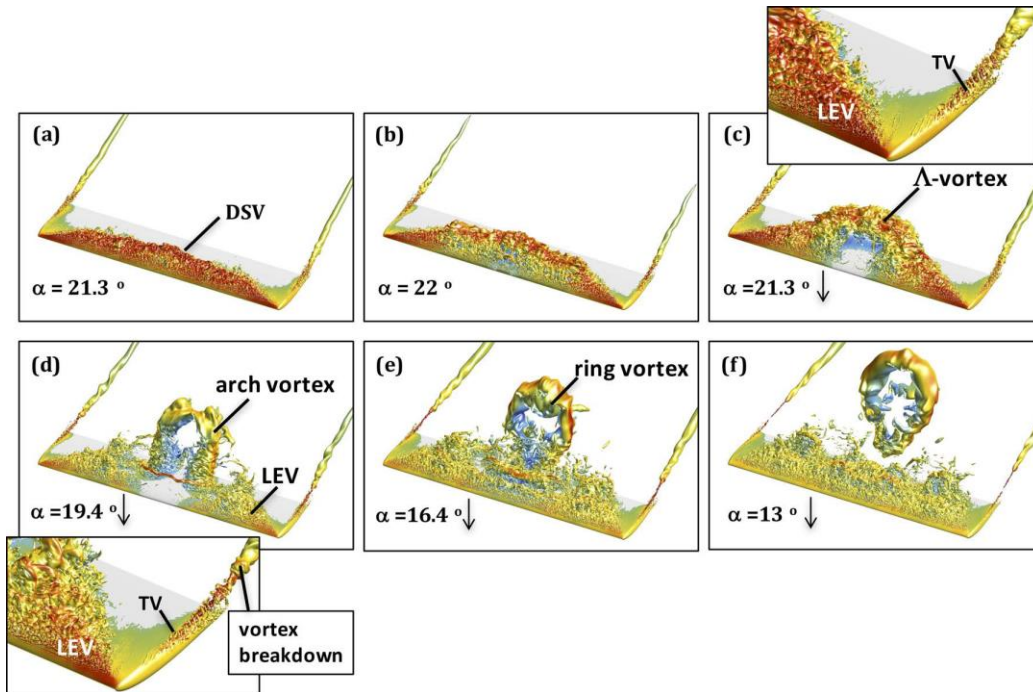 TV
LEV
(a)
DSV
α = 21.3 °
(b)
α = 22 °
(c)
Λ-vortex
α =21.3 °
(d)
arch vortex
LEV
α =19.4 °
(e)
ring vortex
α =16.4 °
(f)
α =13 °
TV
LEV
vortex
breakdown